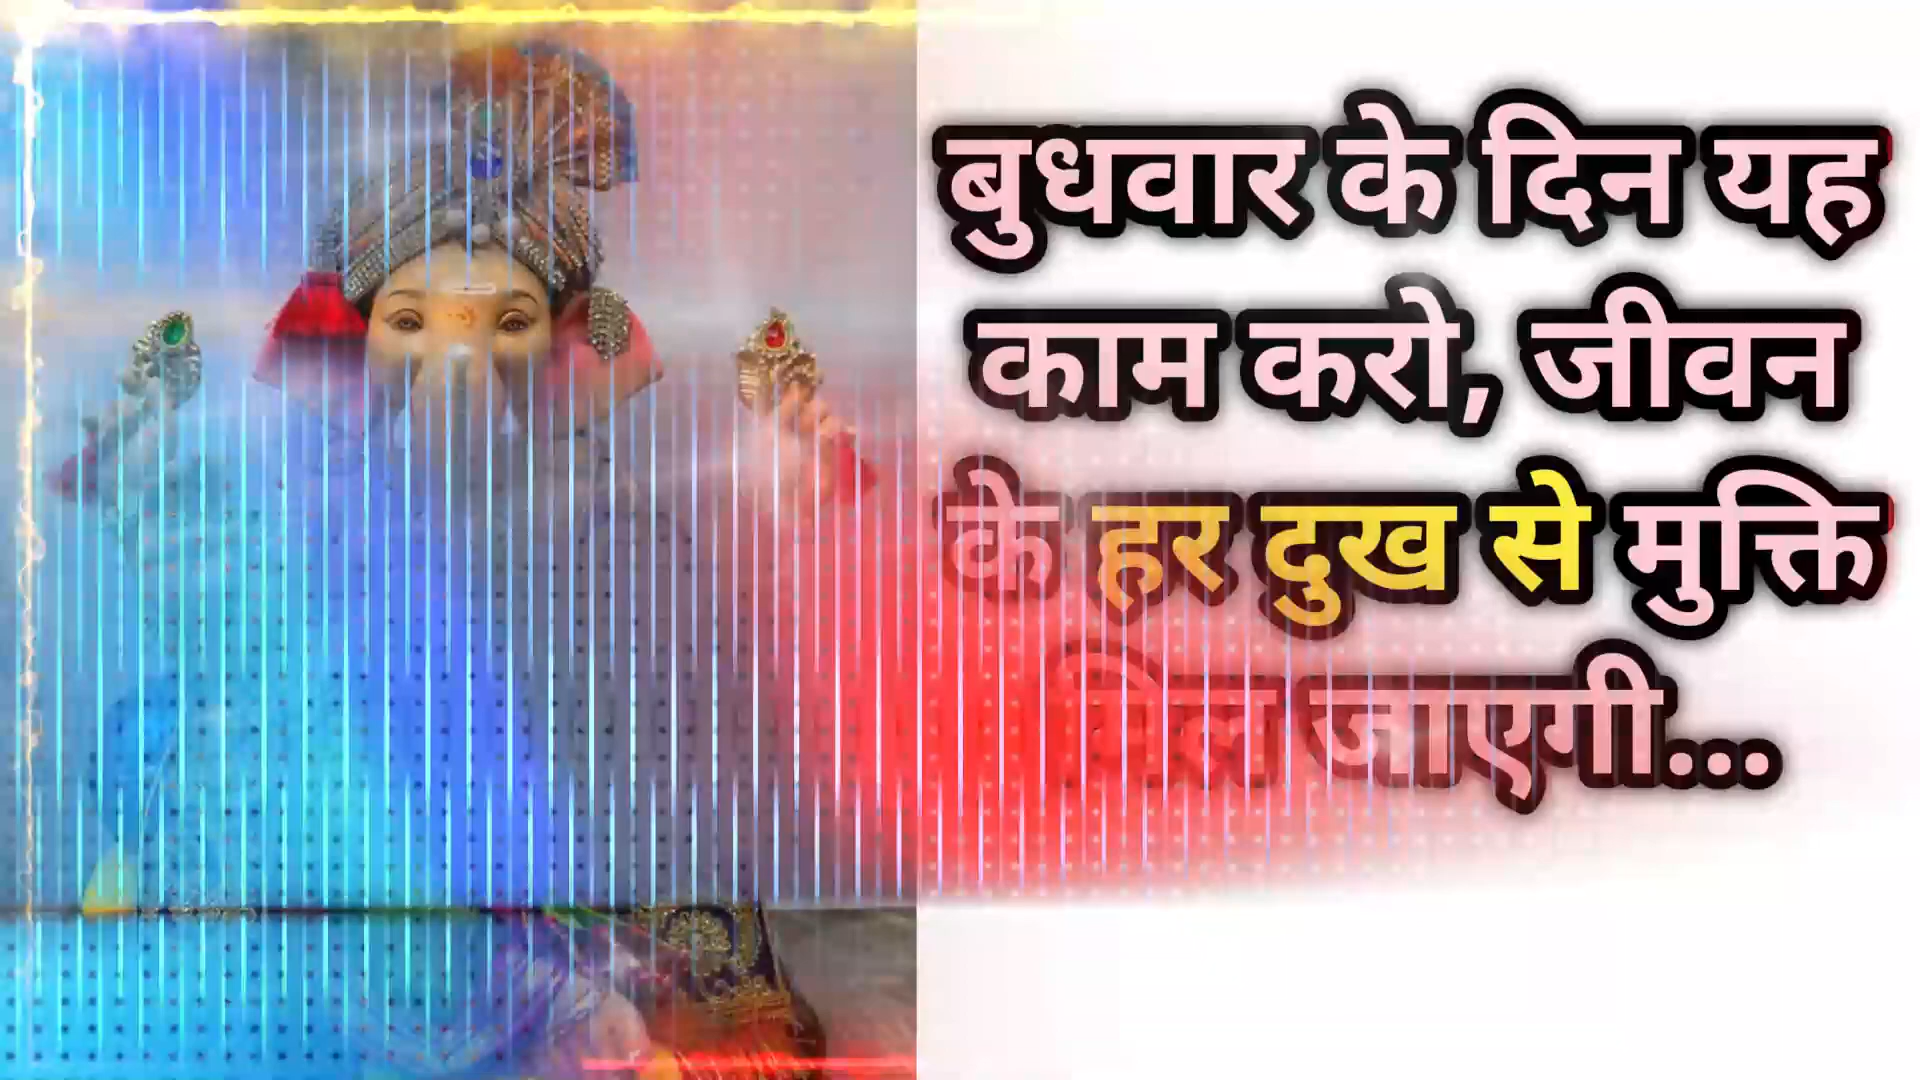 बुधवार के दिन यह
काम करो, जीवन
के हर दुख से मुक्ति
मिल जाएगी...